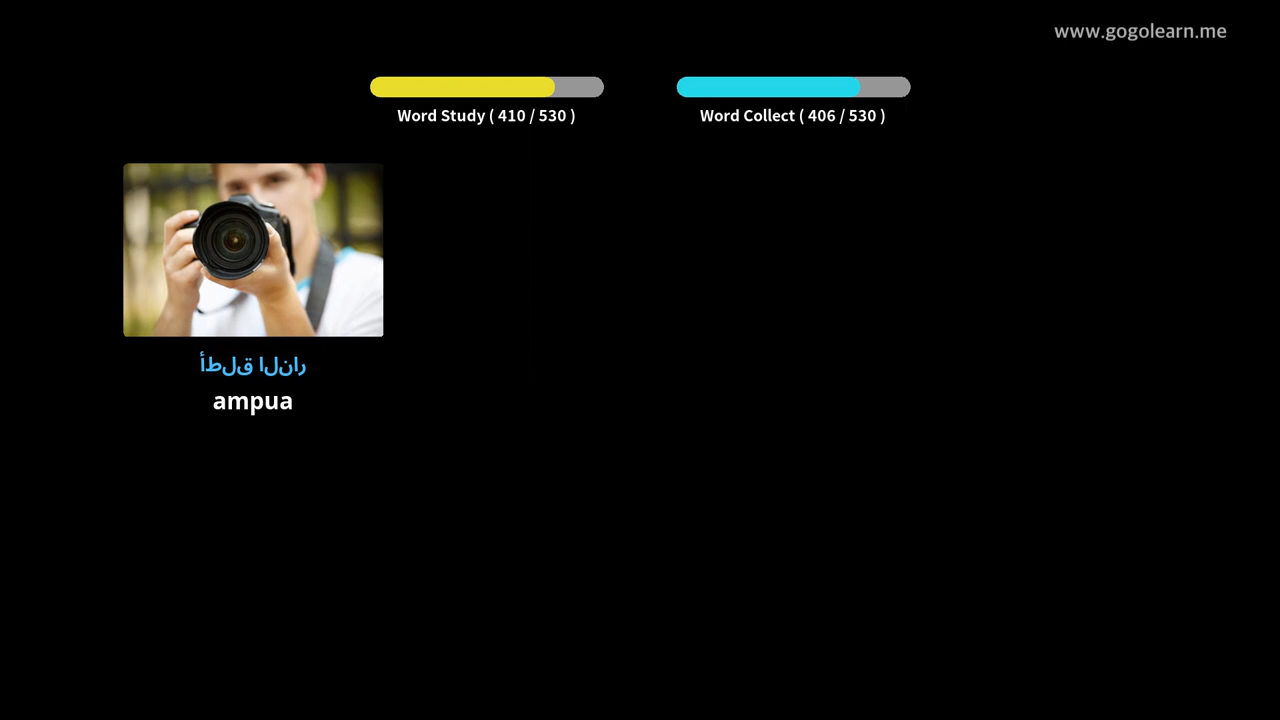 www.gogolearn.me
Word Study ( 410 / 530 )
Word Collect ( 406 / 530 )
أطلق النار
ampua